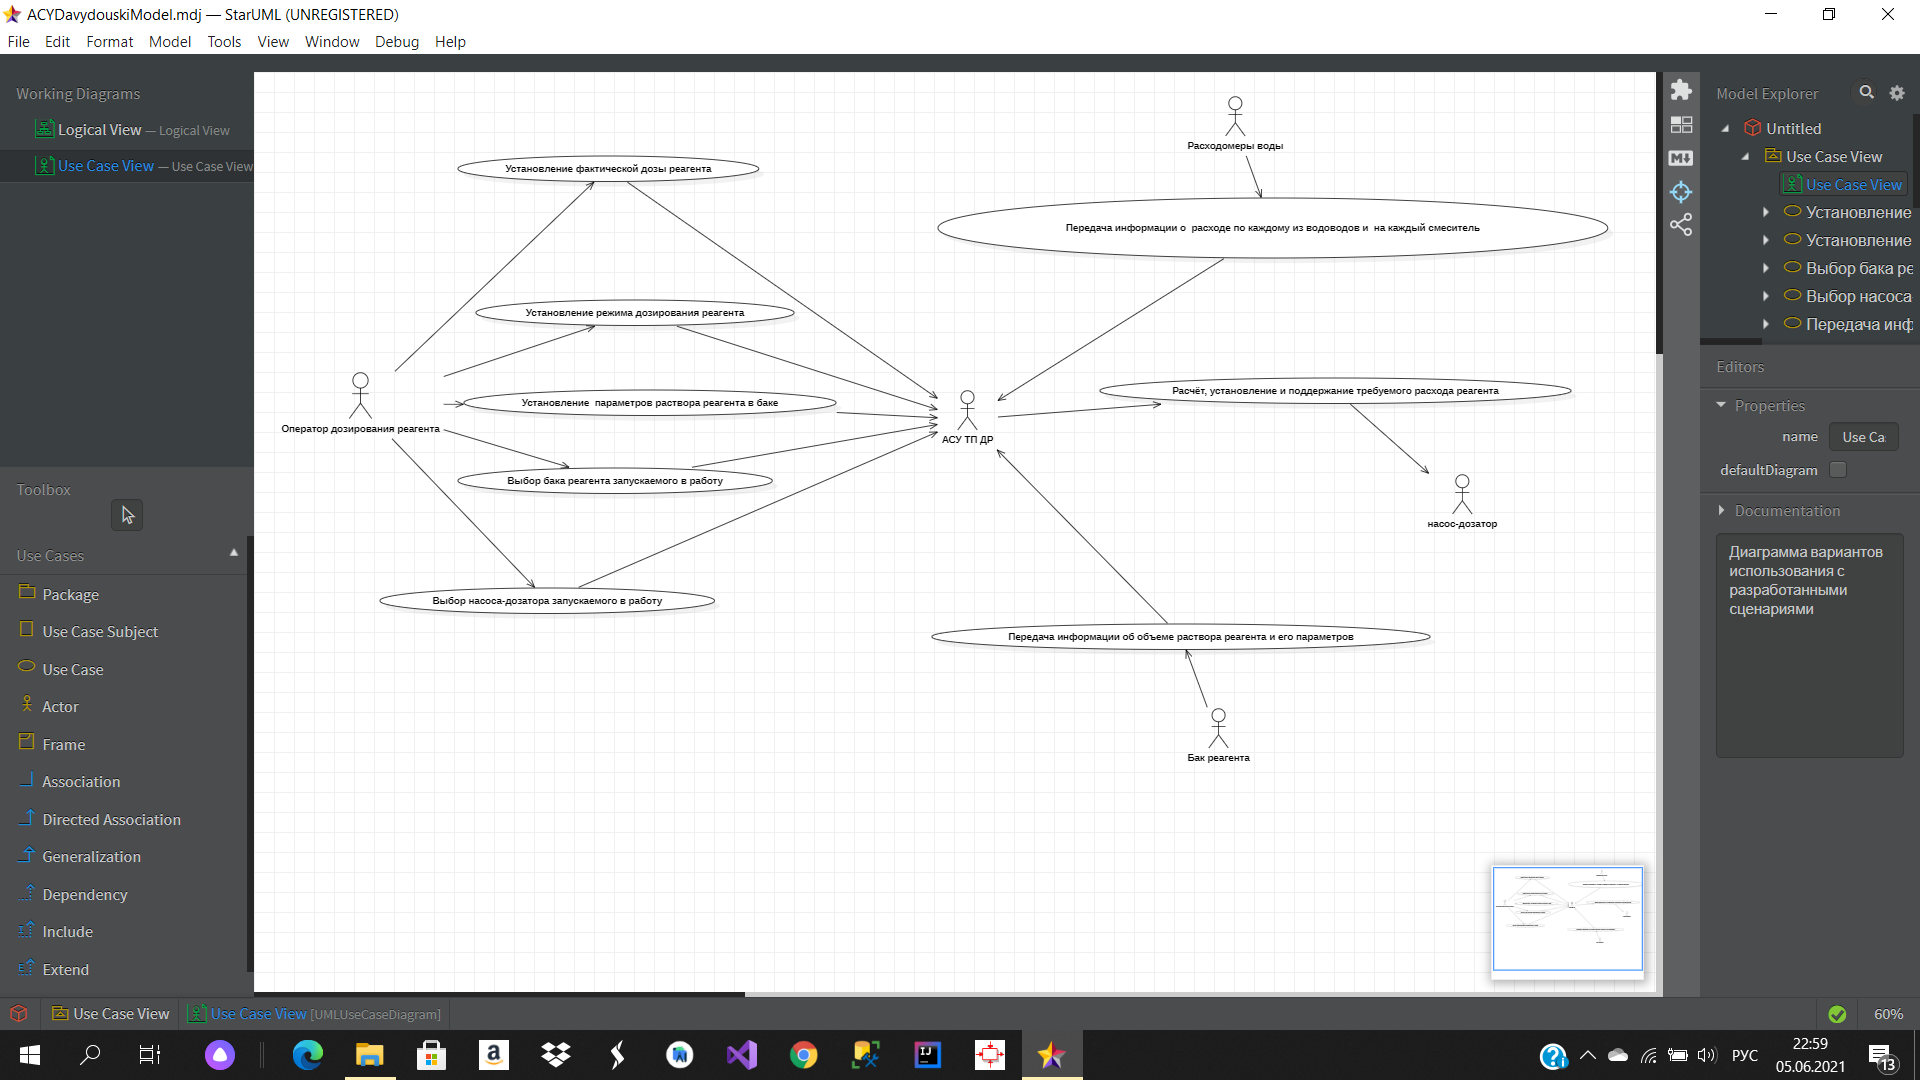 ACYDavydouskiModel.mdj — StarUML (UNREGISTERED)
File Edit Format Model Tools View Window Debug Help
Working Diagrams
Logical View — Logical View
Use Case View — Use Case View
Toolbox
Use Cases
Package
Use Case Subject
Use Case
Actor
Frame
Association
Directed Association
Generalization
Dependency
Include
Extend
Расходомеры воды
Установление фактической дозы реагента
Передача информации о расходе по каждому из водоводов и на каждый смеситель
Установление режима дозирования реагента
Расчёт, установление и поддержание требуемого расхода реагента
Установление параметров раствора реагента в баке
Оператор дозирования реагента
АСУ ТП ДР
Выбор бака реагента запускаемого в работу
насос-дозатор
Выбор насоса-дозатора запускаемого в работу
Передача информации об объеме раствора реагента и его параметров
Бак реагента
Model Explorer
Untitled
Use Case View
Use Case View
Установление
Установление
Выбор бака ре
Выбор насоса
Передача инф
Editors
Properties
name Use Ca
defaultDiagram
Documentation
Диаграмма вариантов
использования с
разработанными
сценариями
Use Case View
Use Case View [UMLUseCaseDiagram]
60%
РУС
22:59
05.06.2021
13